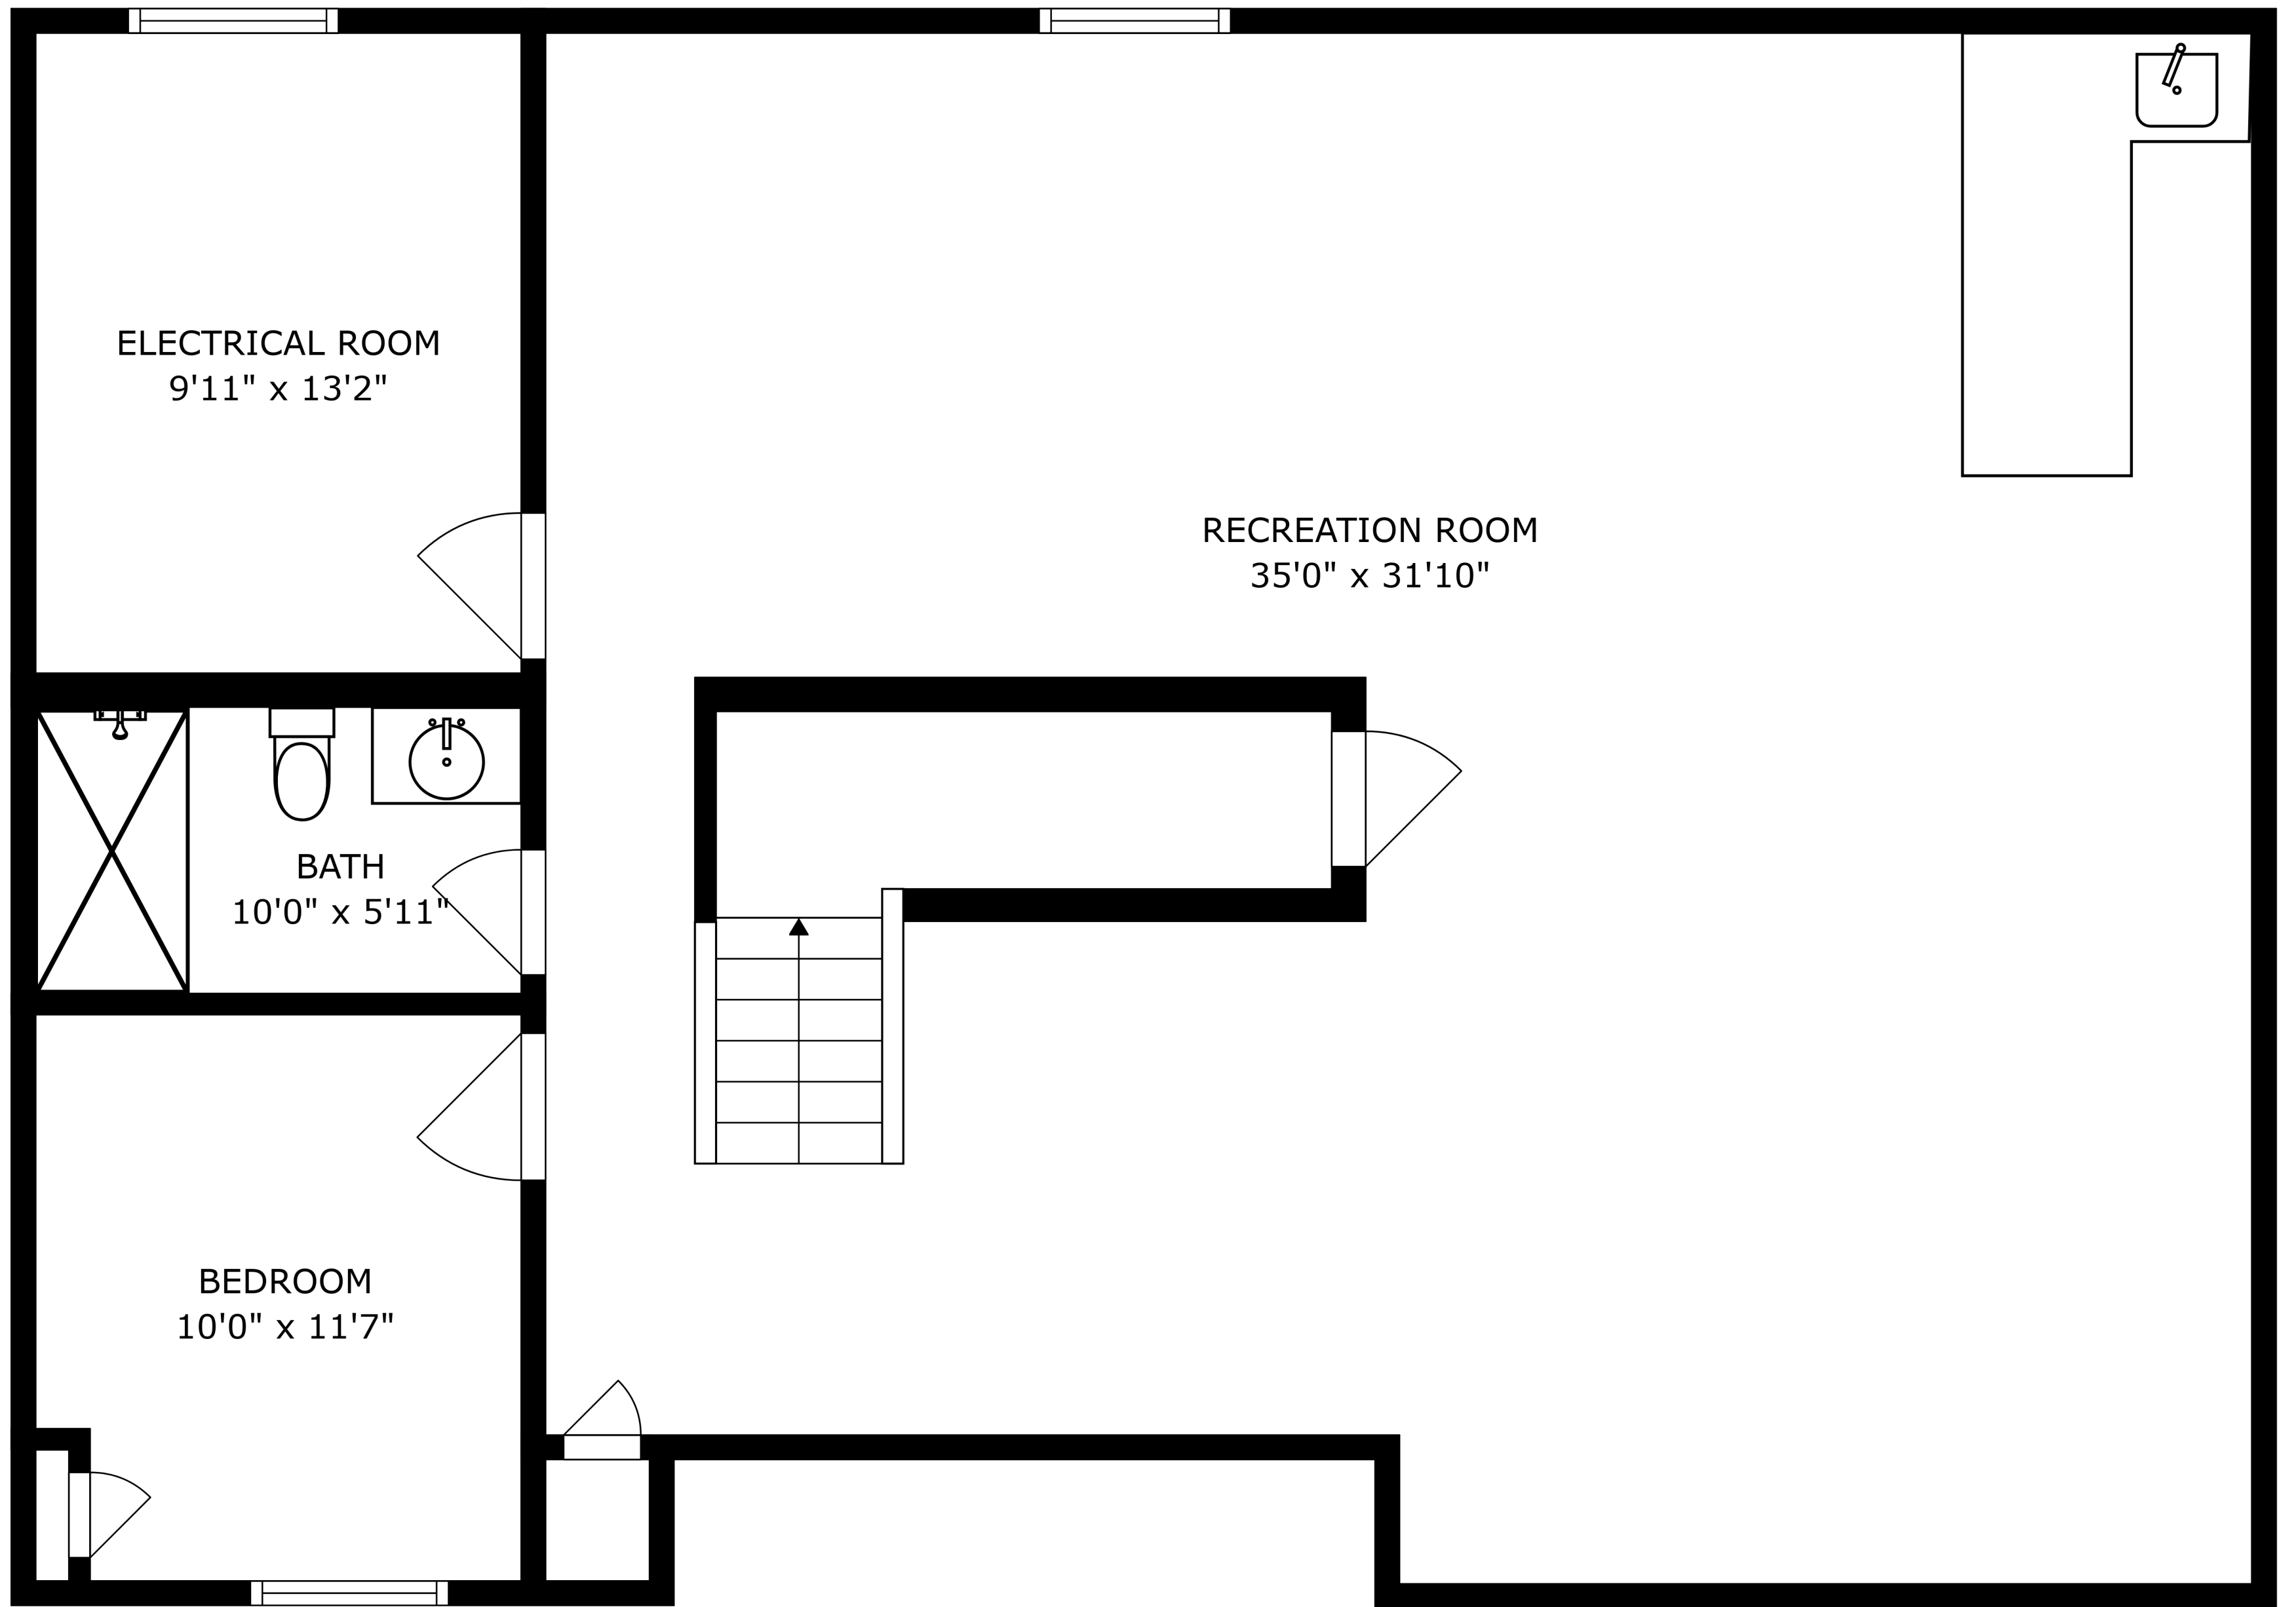 ELECTRICAL ROOM
9'11" x 13'2"
RECREATION ROOM
35'0" x 31'10"
BATH
10'0" x 5'11"
BEDROOM
10'0" x 11'7"